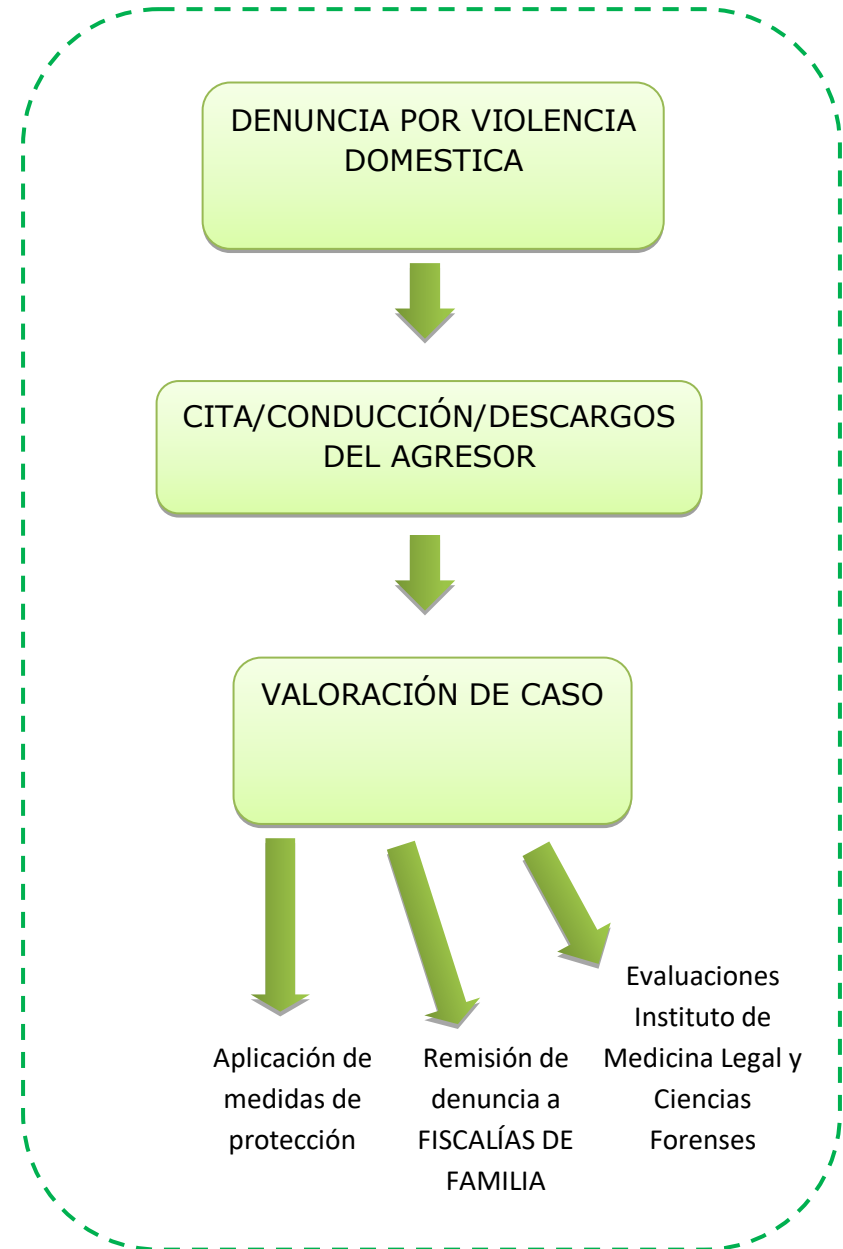 DENUNCIA POR VIOLENCIA
DOMESTICA
CITA/CONDUCCIÓN/DESCARGOS
DEL AGRESOR
VALORACIÓN DE CASO
Aplicación de
medidas de
protección
Remisión de
denuncia a
FISCALÍAS DE
FAMILIA
Evaluaciones
Instituto de
Medicina Legal y
Ciencias
Forenses